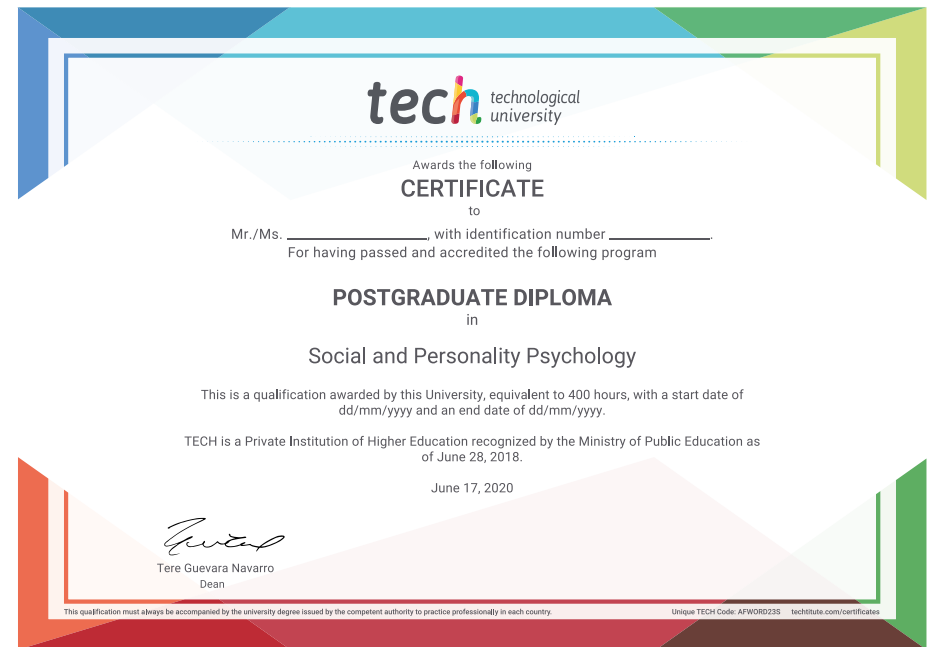 tech technological
university
Awards the following
CERTIFICATE
to
Mr./Ms. ____________________, with identification number ______________.
For having passed and accredited the following program
POSTGRADUATE DIPLOMA
in
Social and Personality Psychology
This is a qualification awarded by this University, equivalent to 400 hours, with a start date of
dd/mm/yyyy and an end date of dd/mm/yyyy.
TECH is a Private Institution of Higher Education recognized by the Ministry of Public Education as
of June 28, 2018.
June 17, 2020
Tere Guevara Navarro
Dean
This qualification must always be accompanied by the university degree issued by the competent authority to practice professionally in each country.
Unique TECH Code: AFWORD23S techtitute.com/certificates